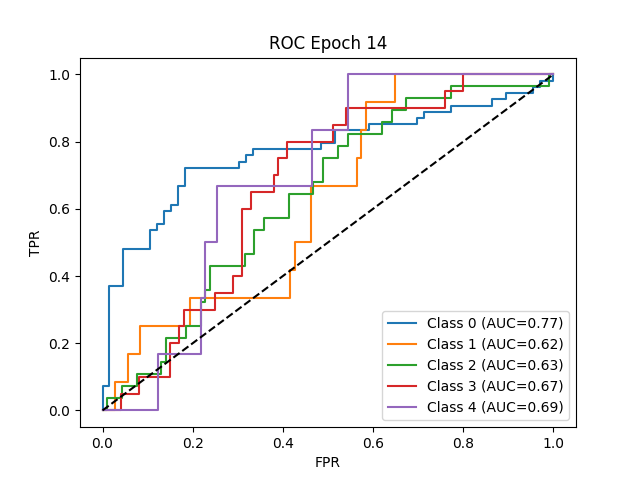 ROC Epoch 14
TPR
1.0
0.8
0.6
0.4
0.2
0.0
Class 0 (AUC=0.77)
Class 1 (AUC=0.62)
Class 2 (AUC=0.63)
Class 3 (AUC=0.67)
Class 4 (AUC=0.69)
0.0 0.2 0.4 0.6 0.8 1.0
FPR